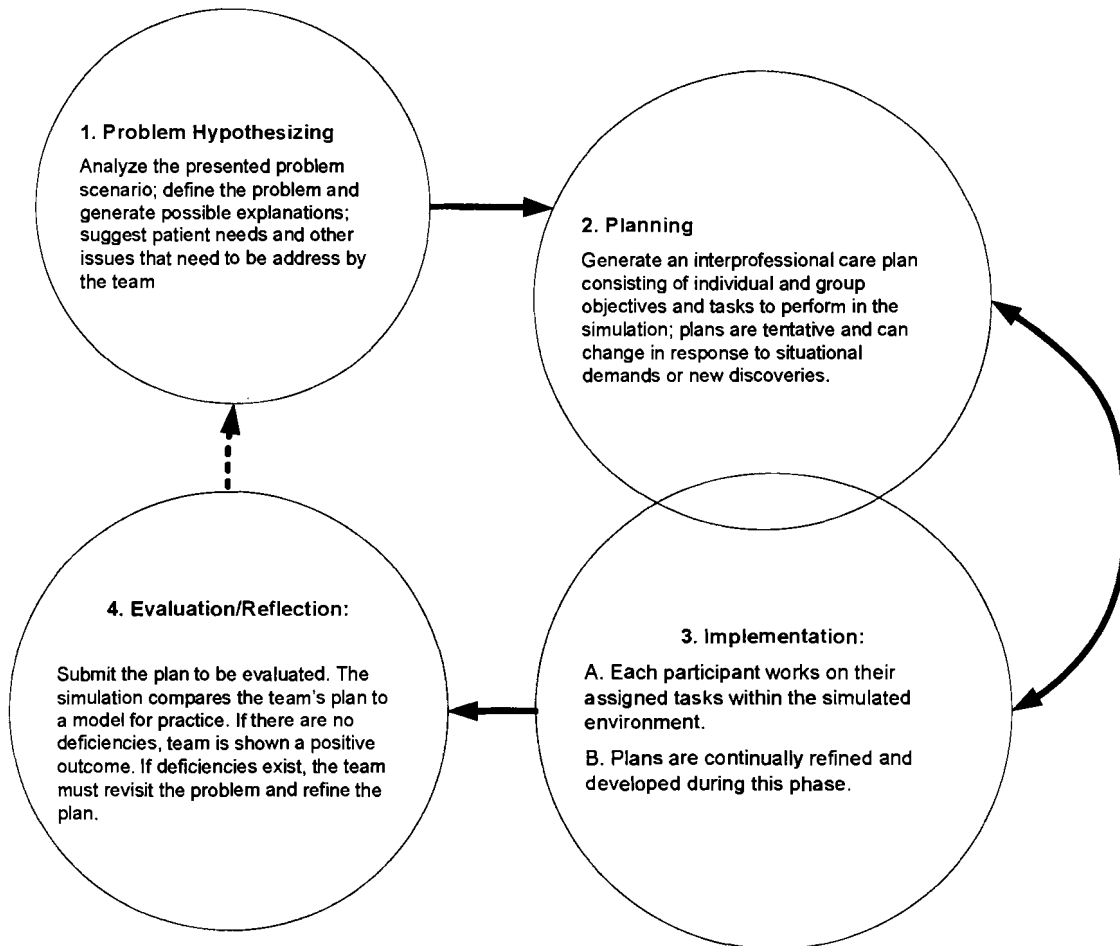 1. Problem Hypothesizing
Analyze the presented problem
scenario; define the problem and
generate possible explanations;
suggest patient needs and other
issues that need to be address by
the team
2. Planning
Generate an interprofessional care plan
consisting of individual and group
objectives and tasks to perform in the
simulation; plans are tentative and can
change in response to situational
demands or new discoveries.
3. Implementation:
A. Each participant works on their
assigned tasks within the simulated
environment.
B. Plans are continually refined and
developed during this phase.
4. Evaluation/Reflection:
Submit the plan to be evaluated. The
simulation compares the team's plan to
a model for practice. If there are no
deficiencies, team is shown a positive
outcome. If deficiencies exist, the team
must revisit the problem and refine the
plan.